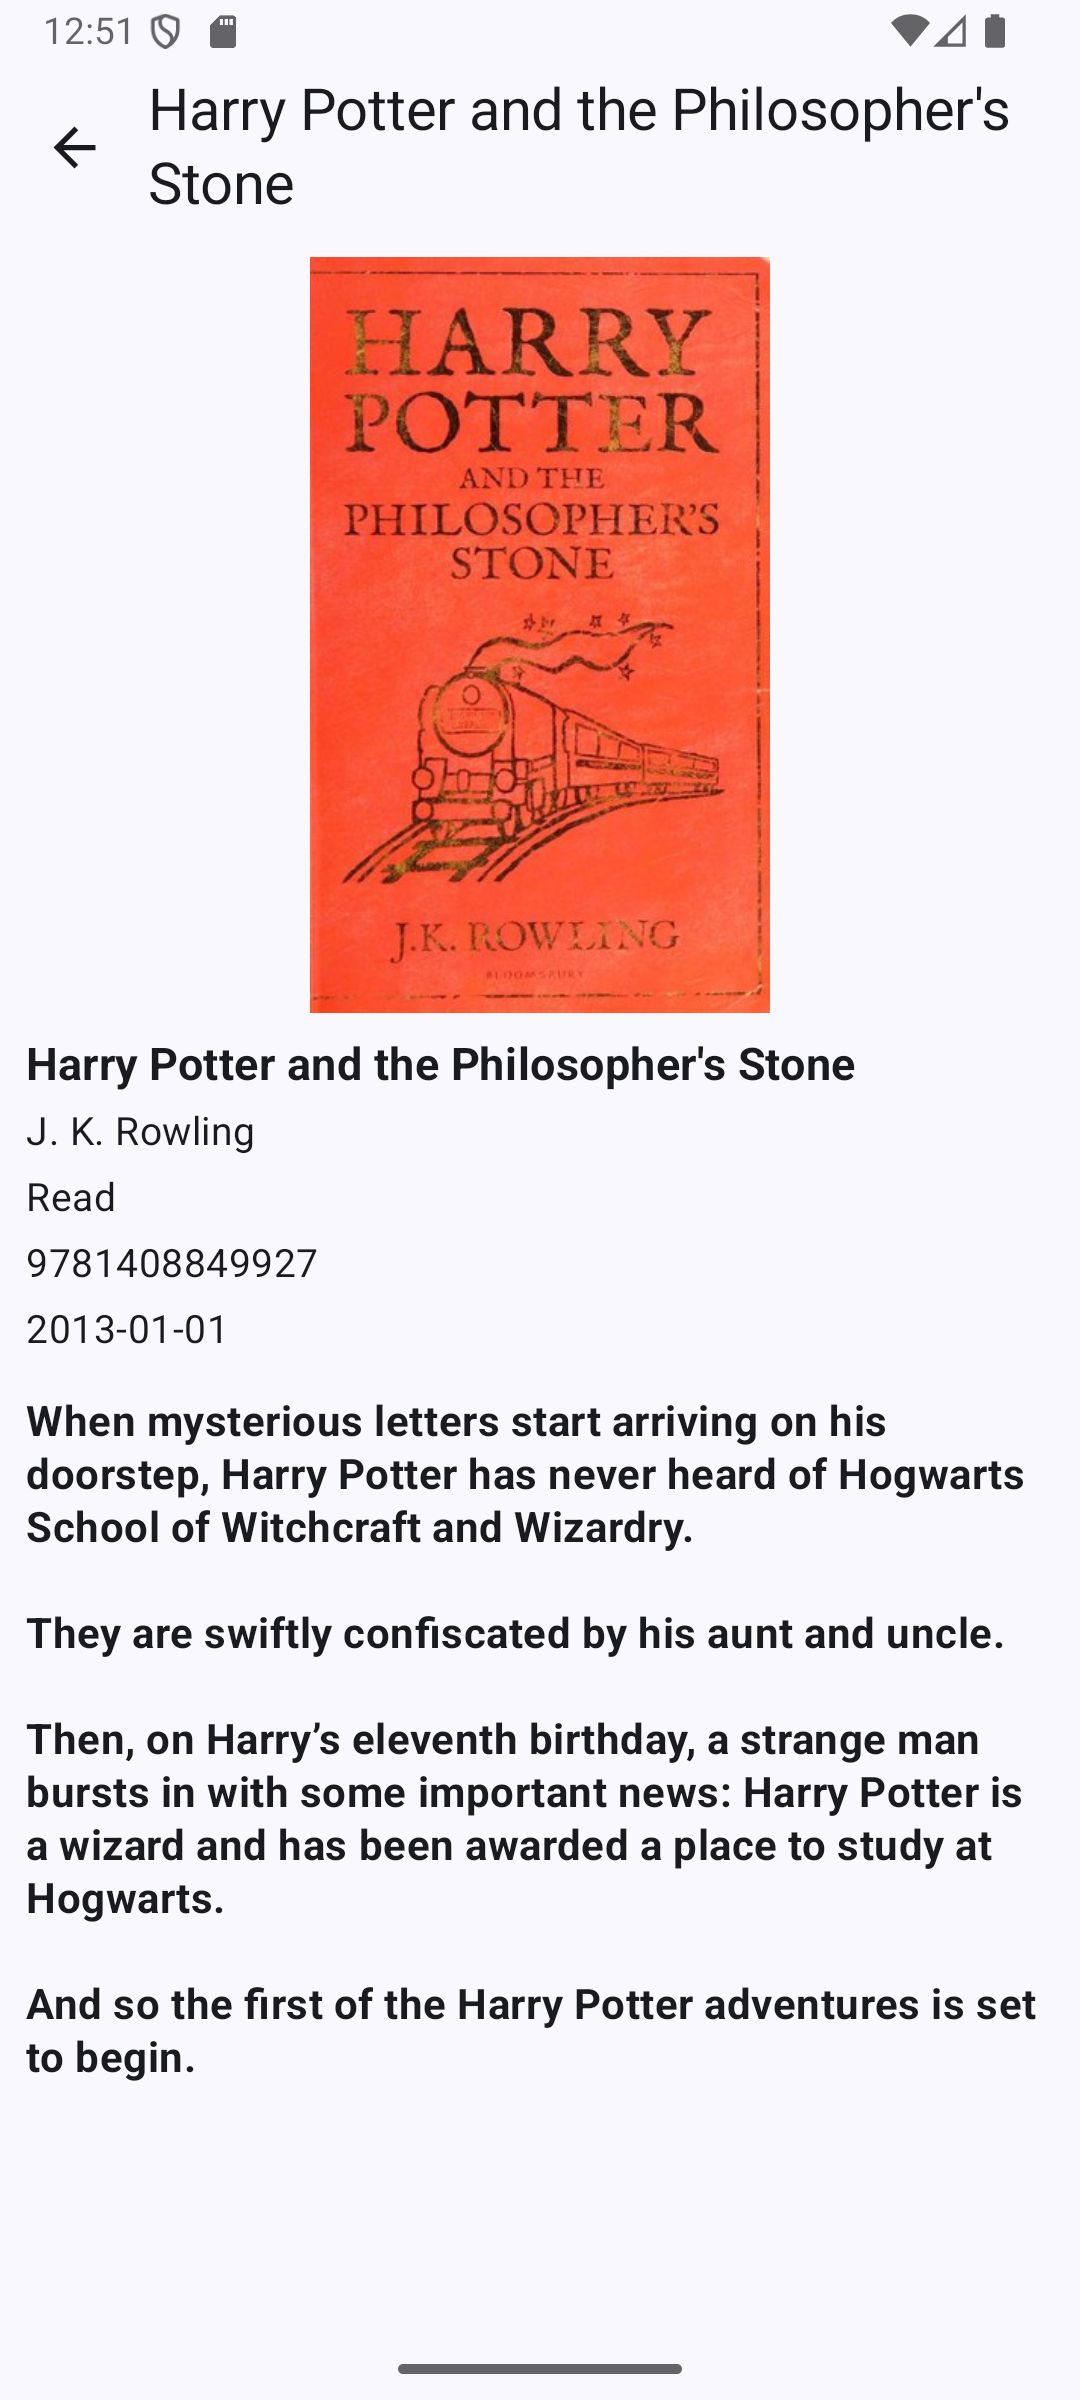 12:51
Harry Potter and the Philosopher's
Stone
HARRY
POTTER
AND THE
PHILOSOPHER'S
STONE
J.K. ROWLING
BLOOMSBURY
Harry Potter and the Philosopher's Stone
J. K. Rowling
Read
9781408849927
2013-01-01
When mysterious letters start arriving on his
doorstep, Harry Potter has never heard of Hogwarts
School of Witchcraft and Wizardry.
They are swiftly confiscated by his aunt and uncle.
Then, on Harry’s eleventh birthday, a strange man
bursts in with some important news: Harry Potter is
a wizard and has been awarded a place to study at
Hogwarts.
And so the first of the Harry Potter adventures is set
to begin.